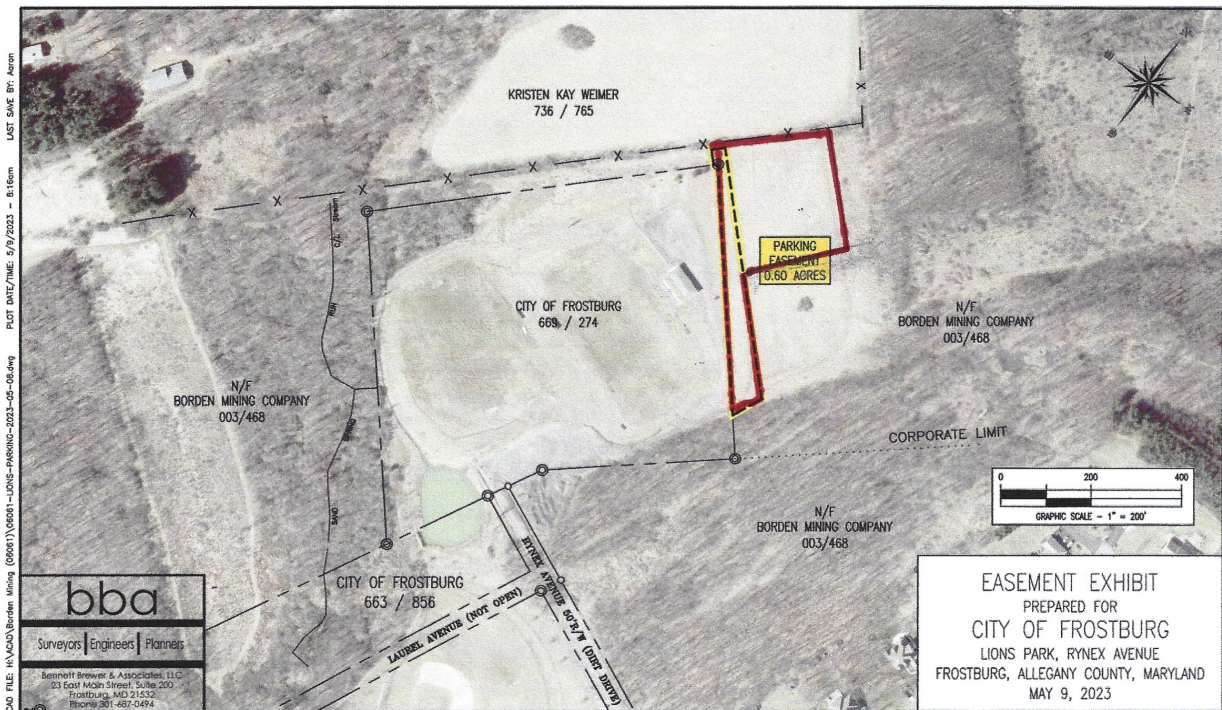 CAD FILE: H:\ACAD\Borden Mining (06061)\06061-LIONS-PARKING-2023-05-08.dwg PLOT DATE/TIME: 5/9/2023 - 8:16am LAST SAVE BY: Aaron
KRISTEN KAY WEIMER
736 / 765
X X X X X X X X X
C/L Stream
RUN
SPRING
SAND
CITY OF FROSTBURG
669 / 274
PARKING
EASEMENT
0.60 ACRES
N/F
BORDEN MINING COMPANY
003/468
N/F
BORDEN MINING COMPANY
003/468
CORPORATE LIMIT
N/F
BORDEN MINING COMPANY
003/468
0 200 400
GRAPHIC SCALE - 1" = 200'
CITY OF FROSTBURG
663 / 856
RYNEX AVENUE 50'R/W (DIRT DRIVE)
LAUREL AVENUE (NOT OPEN)
bba
Surveyors | Engineers | Planners
Bennett Brewer & Associates, LLC
23 East Main Street, Suite 200
Frostburg, MD 21532
Phone 301-687-0494
EASEMENT EXHIBIT
PREPARED FOR
CITY OF FROSTBURG
LIONS PARK, RYNEX AVENUE
FROSTBURG, ALLEGANY COUNTY, MARYLAND
MAY 9, 2023